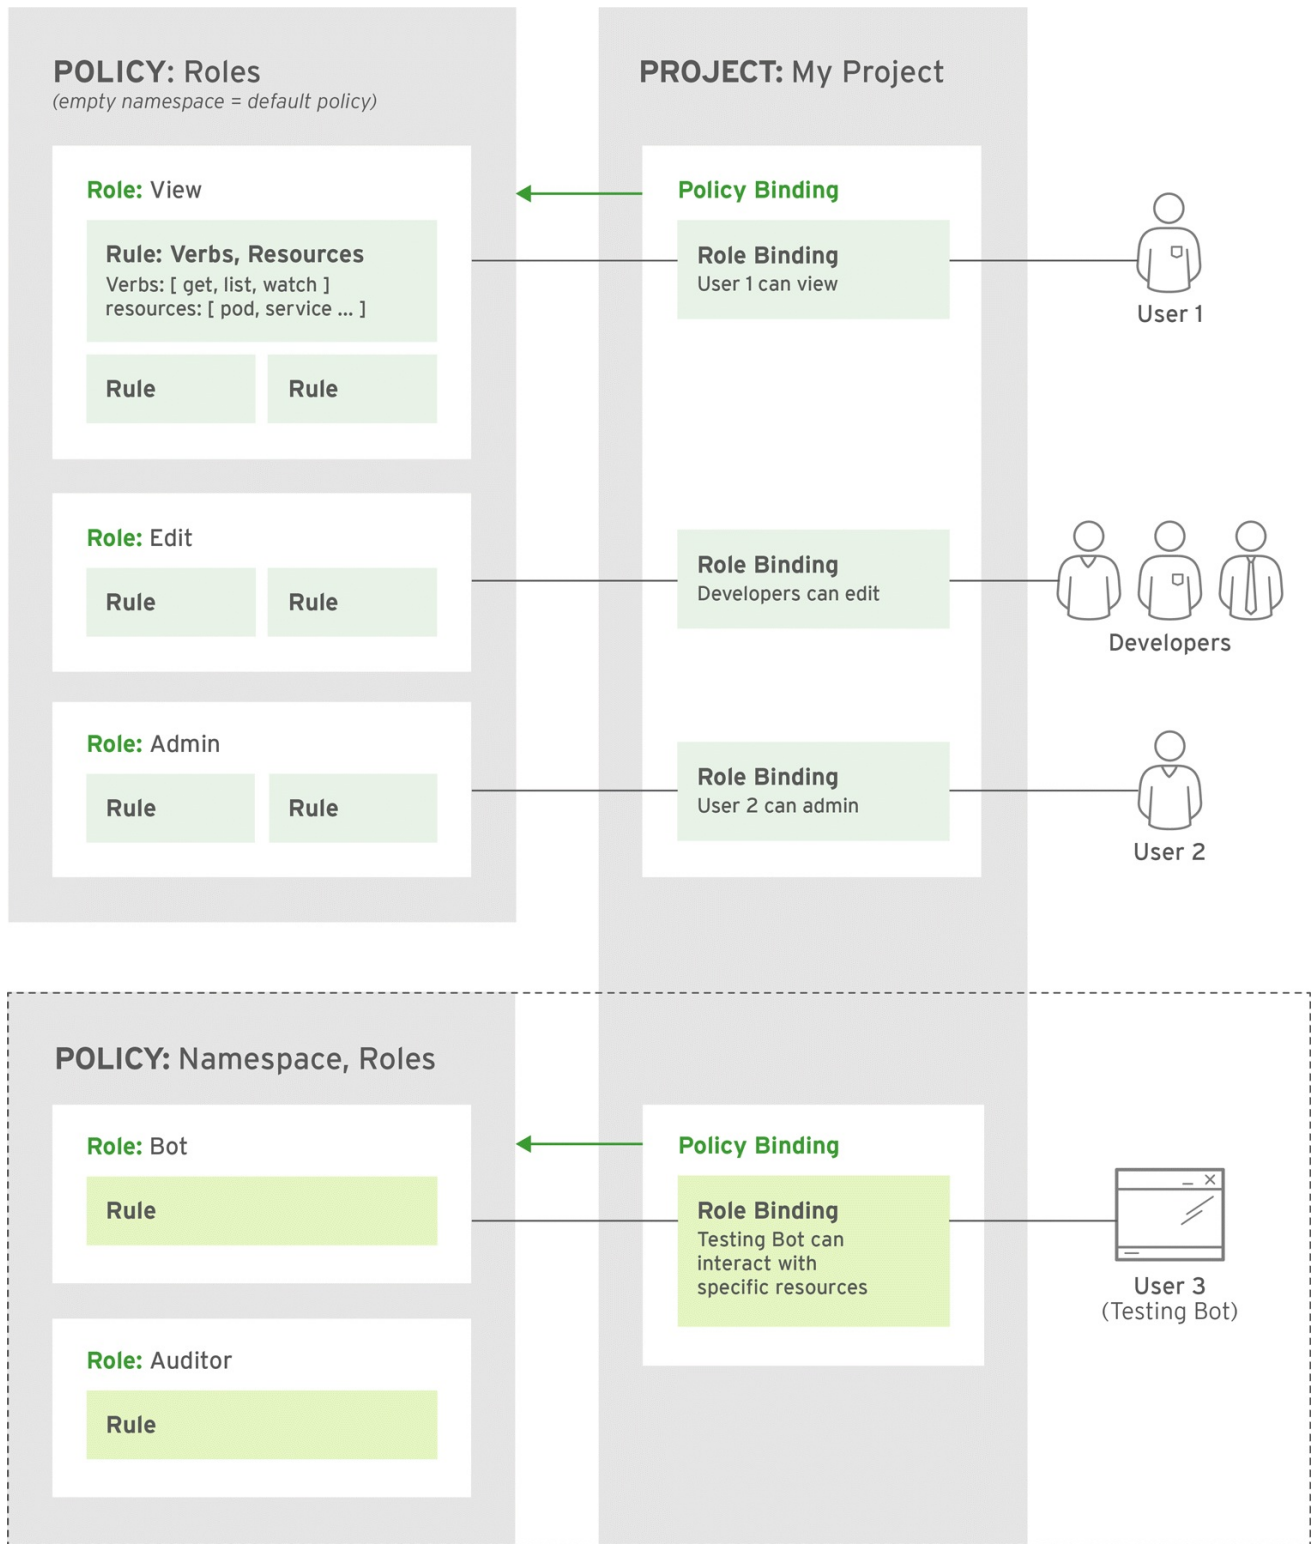 POLICY: Roles
(empty namespace = default policy)
Role: View
Rule: Verbs, Resources
Verbs: [ get, list, watch ]
resources: [ pod, service ... ]
Rule
Rule
Role: Edit
Rule
Rule
Role: Admin
Rule
Rule
PROJECT: My Project
Policy Binding
Role Binding
User 1 can view
Role Binding
Developers can edit
Role Binding
User 2 can admin
User 1
Developers
User 2
POLICY: Namespace, Roles
Role: Bot
Rule
Role: Auditor
Rule
Policy Binding
Role Binding
Testing Bot can
interact with
specific resources
User 3
(Testing Bot)